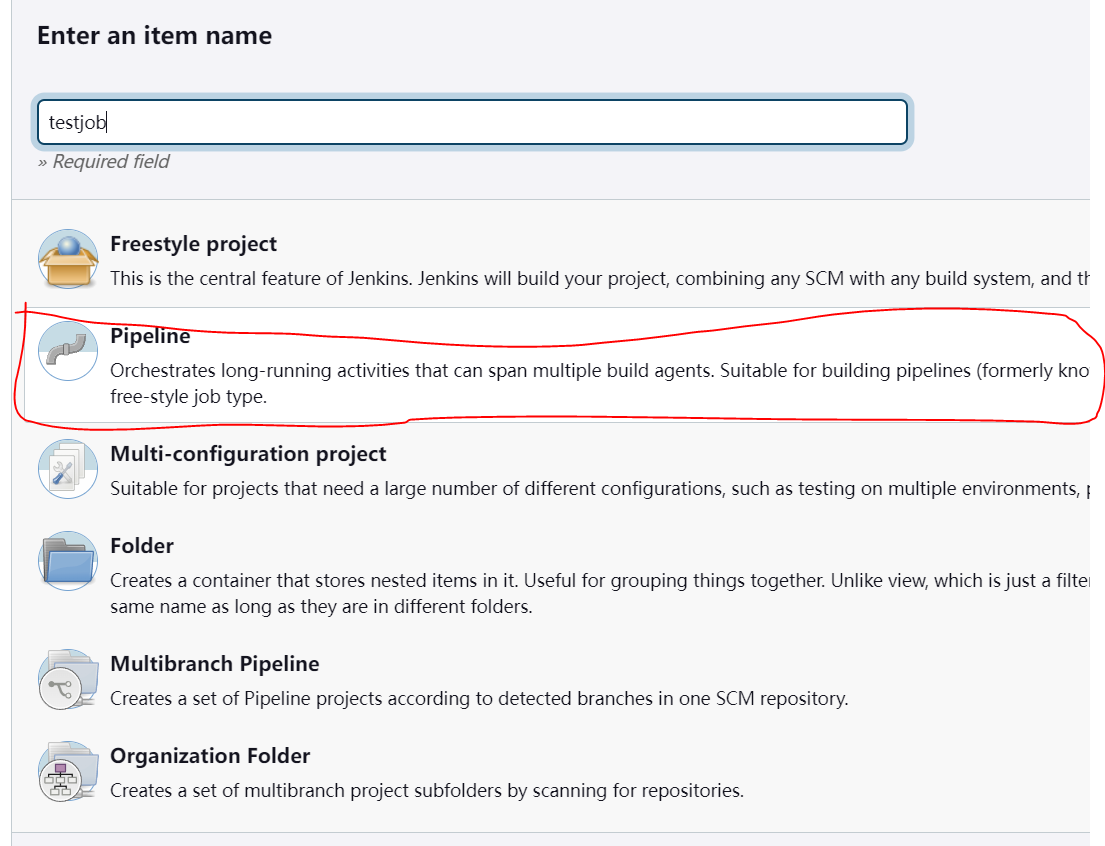 Enter an item name
testjob
» Required field
Freestyle project
This is the central feature of Jenkins. Jenkins will build your project, combining any SCM with any build system, and
Pipeline
Orchestrates long-running activities that can span multiple build agents. Suitable for building pipelines (formerly
free-style job type.
Multi-configuration project
Suitable for projects that need a large number of different configurations, such as testing on multiple environments,
Folder
Creates a container that stores nested items in it. Useful for grouping things together. Unlike view, which is just a
same name as long as they are in different folders.
Multibranch Pipeline
Creates a set of Pipeline projects according to detected branches in one SCM repository.
Organization Folder
Creates a set of multibranch project subfolders by scanning for repositories.